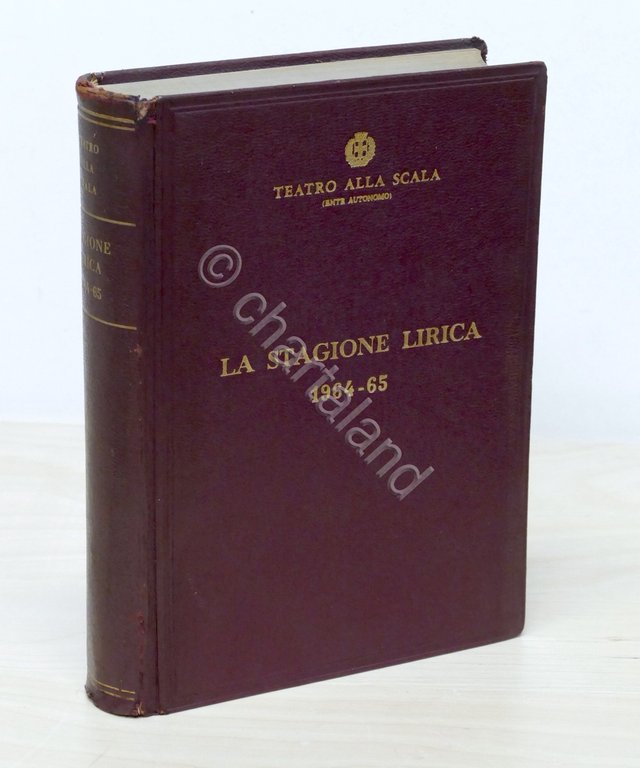 TEATRO ALLA SCALA
(ENTE AUTONOMO)
LA STAGIONE LIRICA
1964-65
© chartaland